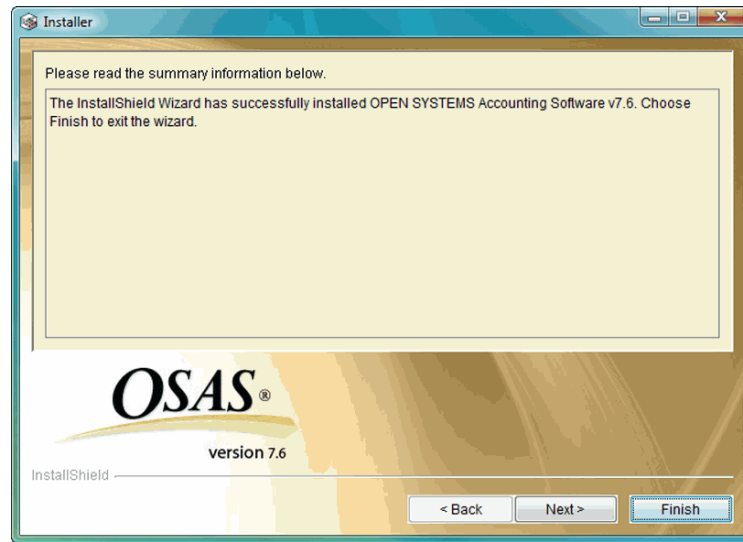 Installer
Please read the summary information below.
The InstallShield Wizard has successfully installed OPEN SYSTEMS Accounting Software v7.6. Choose
Finish to exit the wizard.
OSAS®
version 7.6
InstallShield
< Back
Next >
Finish